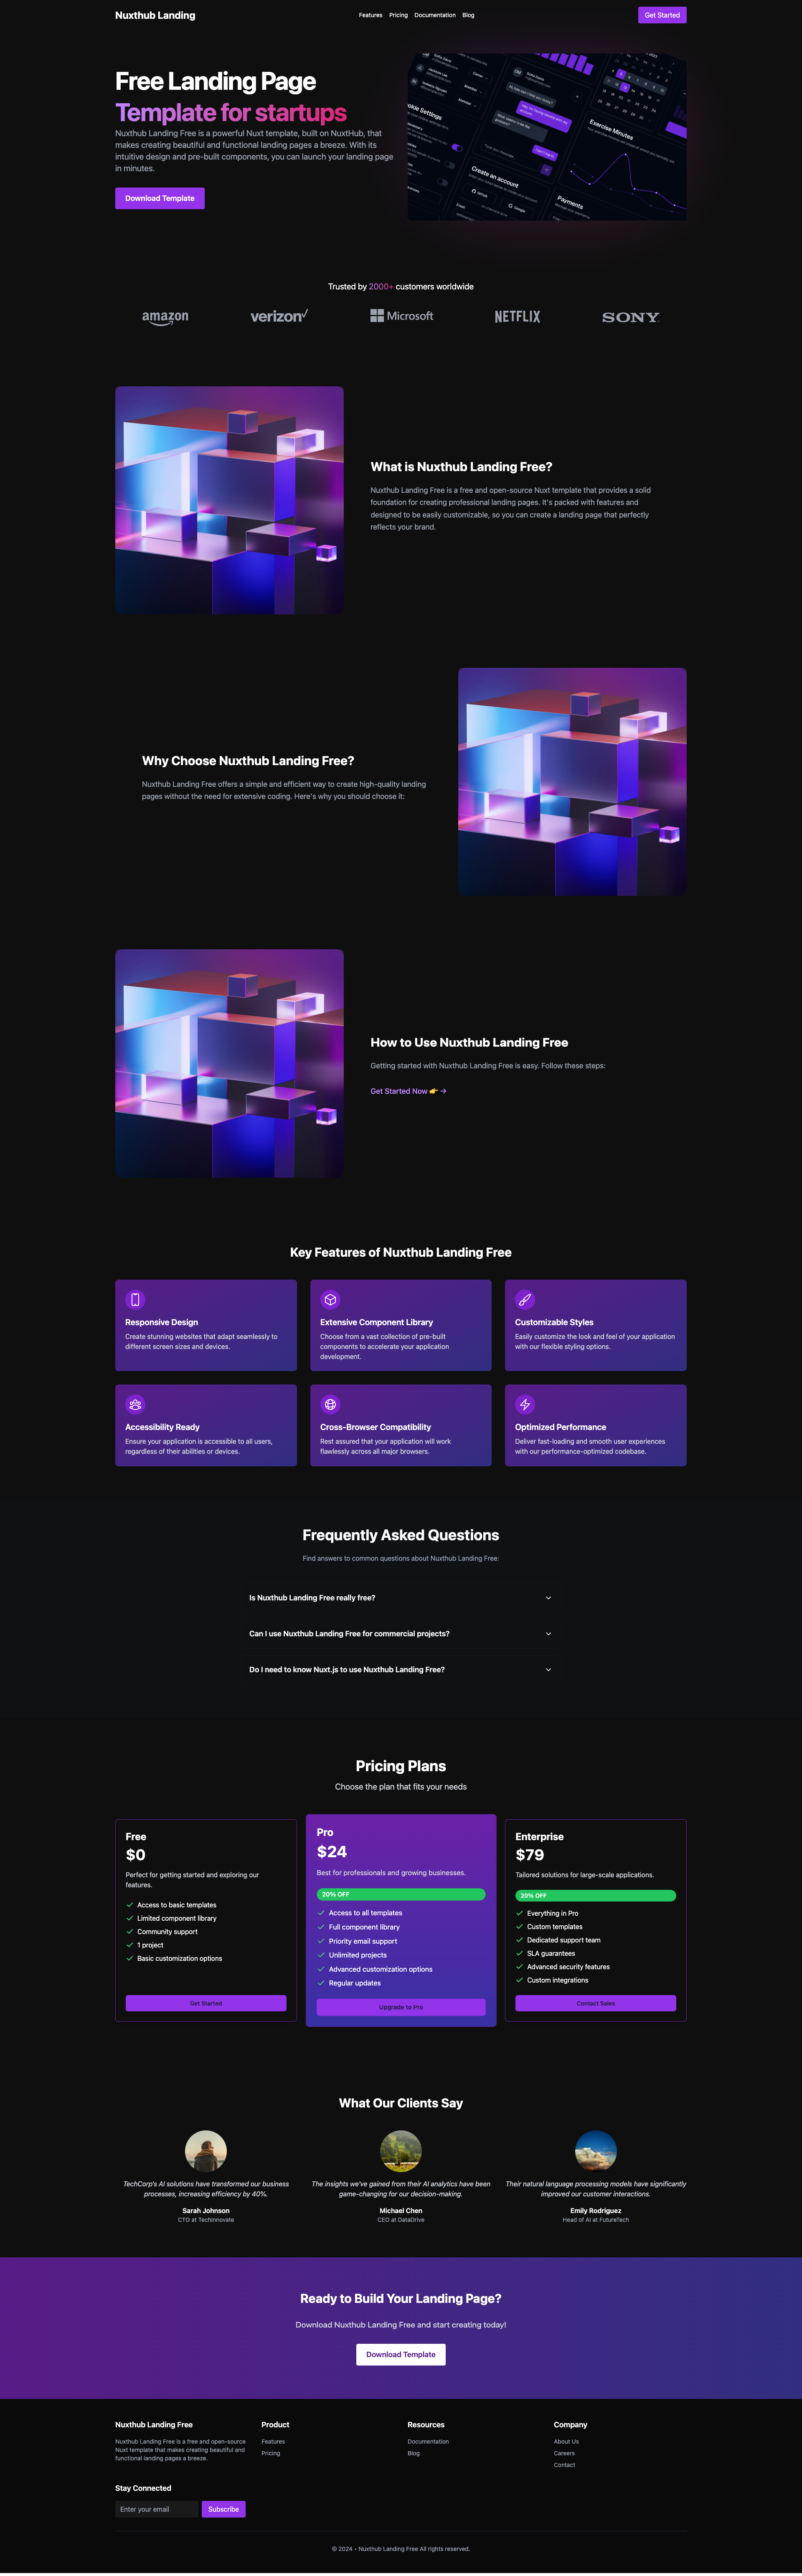 Nuxthub Landing
Features Pricing Documentation Blog
Get Started
Free Landing Page
Template for startups
Nuxthub Landing Free is a powerful Nuxt template, built on NuxtHub, that
makes creating beautiful and functional landing pages a breeze. With its
intuitive design and pre-built components, you can launch your landing page
in minutes.
Download Template
Create an account
Exercise Minutes
Payments
Trusted by 2000+ customers worldwide
amazon
verizon✓
Microsoft
NETFLIX
SONY
What is Nuxthub Landing Free?
Nuxthub Landing Free is a free and open-source Nuxt template that provides a solid
foundation for creating professional landing pages. It's packed with features and
designed to be easily customizable, so you can create a landing page that perfectly
reflects your brand.
Why Choose Nuxthub Landing Free?
Nuxthub Landing Free offers a simple and efficient way to create high-quality landing
pages without the need for extensive coding. Here's why you should choose it:
How to Use Nuxthub Landing Free
Getting started with Nuxthub Landing Free is easy. Follow these steps:
Get Started Now 👉 →
Key Features of Nuxthub Landing Free
Responsive Design
Create stunning websites that adapt seamlessly to
different screen sizes and devices.
Extensive Component Library
Choose from a vast collection of pre-built
components to accelerate your application
development.
Customizable Styles
Easily customize the look and feel of your application
with our flexible styling options.
Accessibility Ready
Ensure your application is accessible to all users,
regardless of their abilities or devices.
Cross-Browser Compatibility
Rest assured that your application will work
flawlessly across all major browsers.
Optimized Performance
Deliver fast-loading and smooth user experiences
with our performance-optimized codebase.
Frequently Asked Questions
Find answers to common questions about Nuxthub Landing Free:
Is Nuxthub Landing Free really free?
Can I use Nuxthub Landing Free for commercial projects?
Do I need to know Nuxt.js to use Nuxthub Landing Free?
Pricing Plans
Choose the plan that fits your needs
Free
$0
Perfect for getting started and exploring our
features.
Access to basic templates
Limited component library
Community support
1 project
Basic customization options
Get Started
Pro
$24
Best for professionals and growing businesses.
20% OFF
Access to all templates
Full component library
Priority email support
Unlimited projects
Advanced customization options
Regular updates
Upgrade to Pro
Enterprise
$79
Tailored solutions for large-scale applications.
20% OFF
Everything in Pro
Custom templates
Dedicated support team
SLA guarantees
Advanced security features
Custom integrations
Contact Sales
What Our Clients Say
TechCorp's AI solutions have transformed our business
processes, increasing efficiency by 40%.
Sarah Johnson
CTO at TechInnovate
The insights we've gained from their AI analytics have been
game-changing for our decision-making.
Michael Chen
CEO at DataDrive
Their natural language processing models have significantly
improved our customer interactions.
Emily Rodriguez
Head of AI at FutureTech
Ready to Build Your Landing Page?
Download Nuxthub Landing Free and start creating today!
Download Template
Nuxthub Landing Free
Nuxthub Landing Free is a free and open-source
Nuxt template that makes creating beautiful and
functional landing pages a breeze.
Product
Features
Pricing
Resources
Documentation
Blog
Company
About Us
Careers
Contact
Stay Connected
Enter your email
Subscribe
© 2024 • Nuxthub Landing Free All rights reserved.